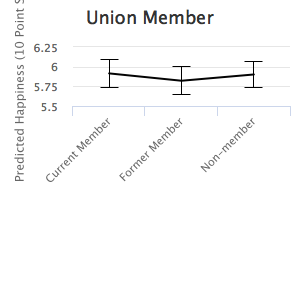 Union Member
Predicted Happiness (10 Point
6.25
6
5.75
5.5
Current Member
Former Member
Non-member